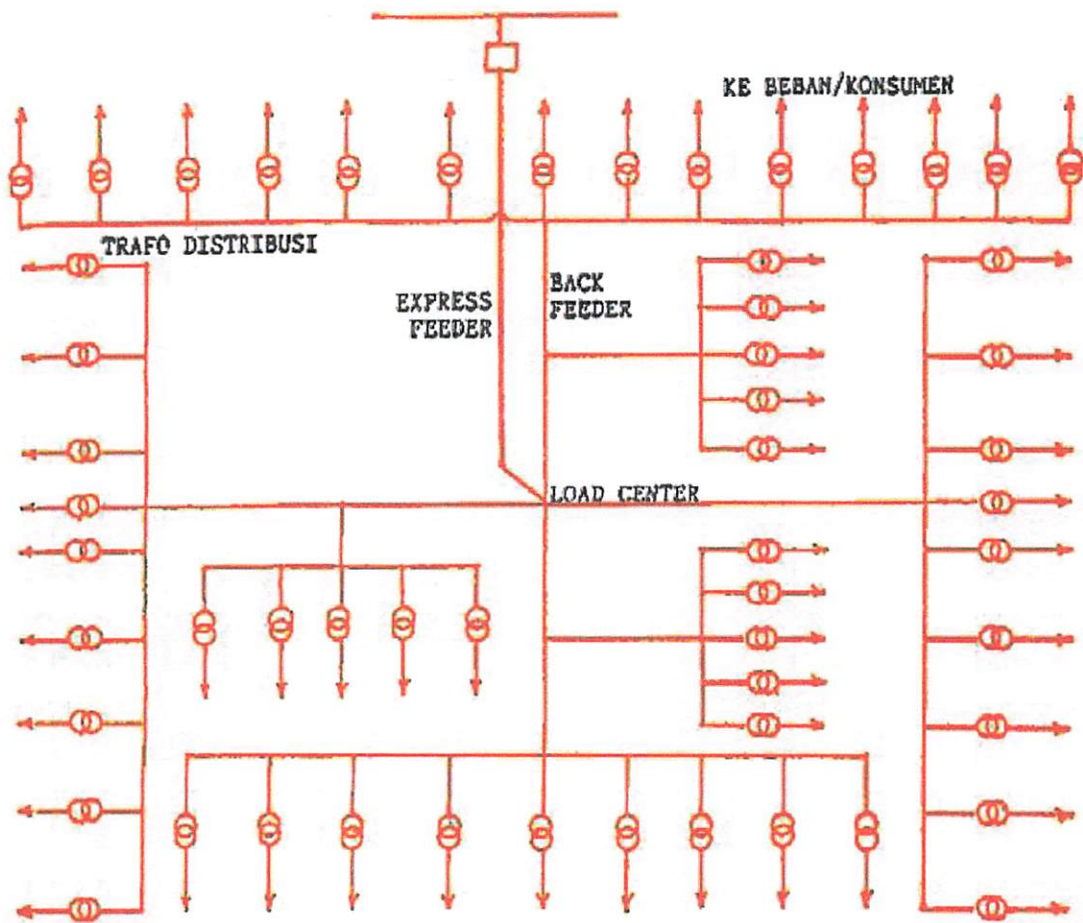 KE BEBAN/KONSUMEN
TRAFO DISTRIBUSI
EXPRESS
FEEDER
BACK
FEEDER
LOAD CENTER